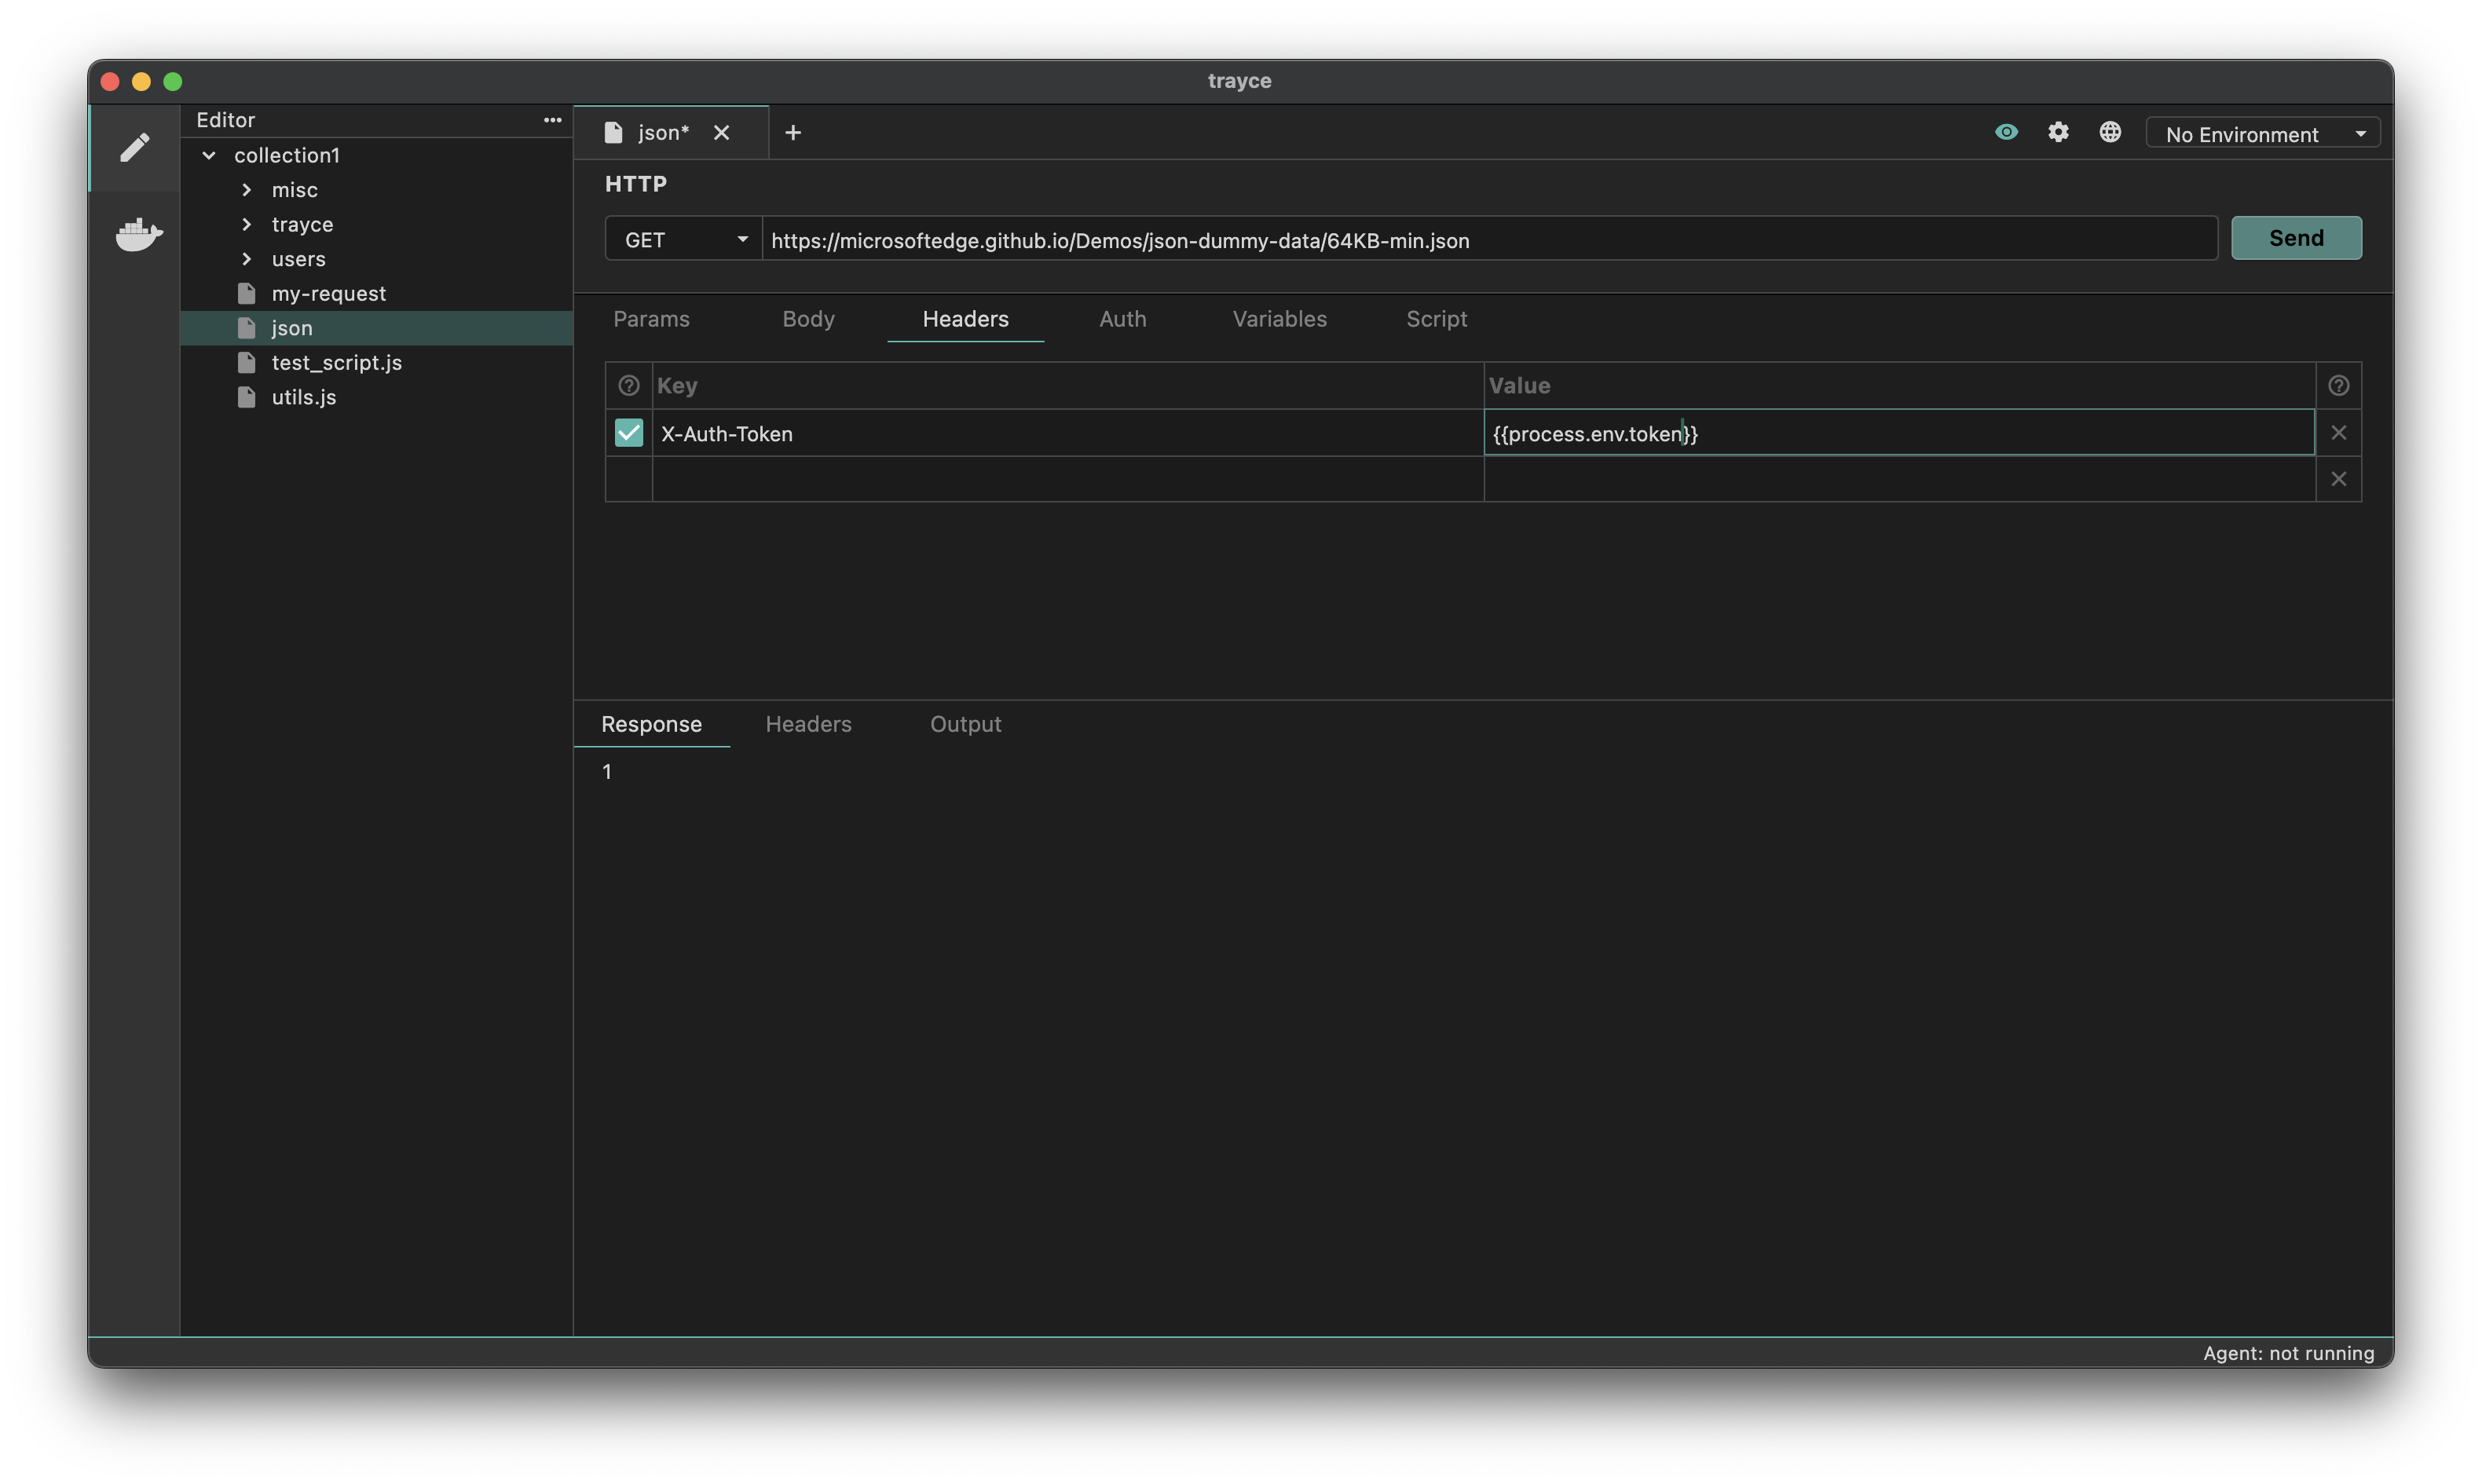 trayce
Editor
collection1
misc
trayce
users
my-request
json
test_script.js
utils.js
json*
No Environment
HTTP
GET
https://microsoftedge.github.io/Demos/json-dummy-data/64KB-min.json
Send
Params Body Headers Auth Variables Script
Key Value
X-Auth-Token {{process.env.token}}
Response Headers Output
1
Agent: not running